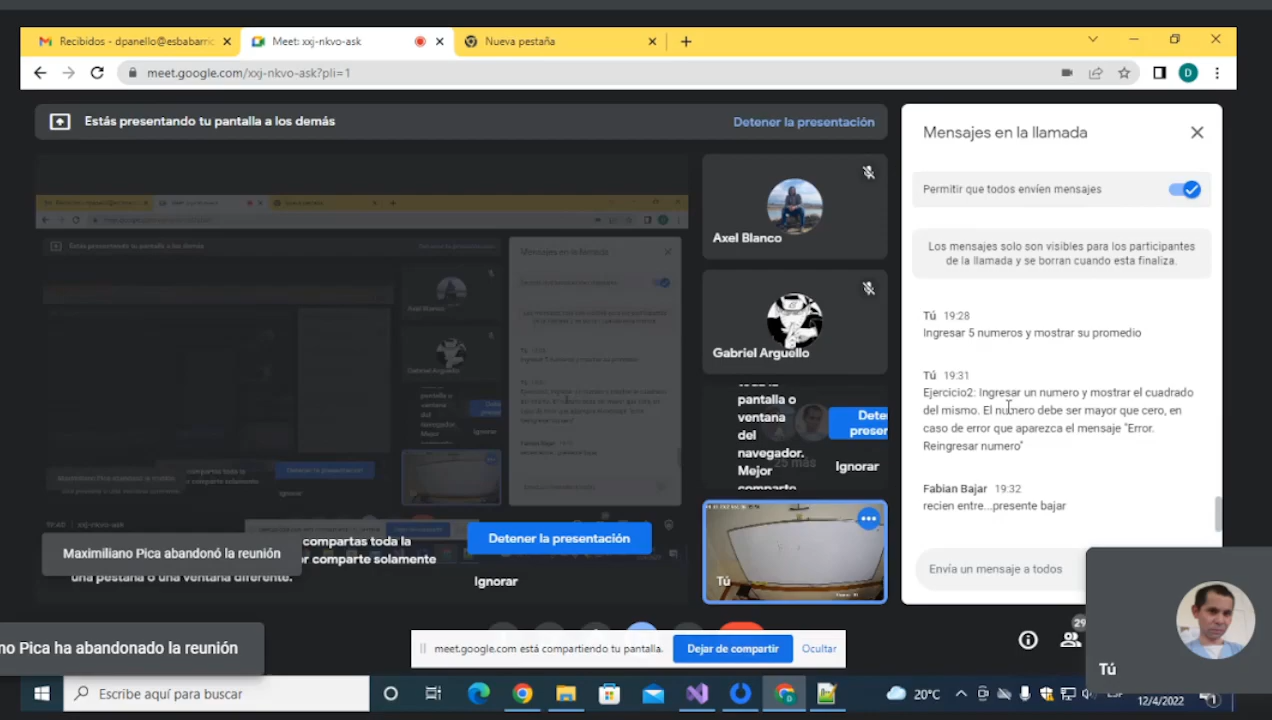 Recibidos - dpanello@esbabarric
Meet: xxj-nkvo-ask
Nueva pestaña
meet.google.com/xxj-nkvo-ask?pli=1
D
Estás presentando tu pantalla a los demás
Detener la presentación
Axel Blanco
Gabriel Arguello
pantalla o
ventana
del
navegador.
Mejor
Ignorar
25 más
Tú
Maximiliano Pica abandonó la reunión
compartas toda la
comparte solamente
una pestaña o una ventana diferente.
Detener la presentación
Ignorar
Mensajes en la llamada
Permitir que todos envíen mensajes
Los mensajes solo son visibles para los participantes
de la llamada y se borran cuando esta finaliza.
Tú 19:28
Ingresar 5 numeros y mostrar su promedio
Tú 19:31
Ejercicio2: Ingresar un numero y mostrar el cuadrado
del mismo. El número debe ser mayor que cero, en
caso de error que aparezca el mensaje "Error.
Reingresar numero"
Fabian Bajar 19:32
recien entre...presente bajar
Envía un mensaje a todos
29
Tú
no Pica ha abandonado la reunión
meet.google.com está compartiendo tu pantalla.
Dejar de compartir
Ocultar
Escribe aquí para buscar
20°C
12/4/2022
1